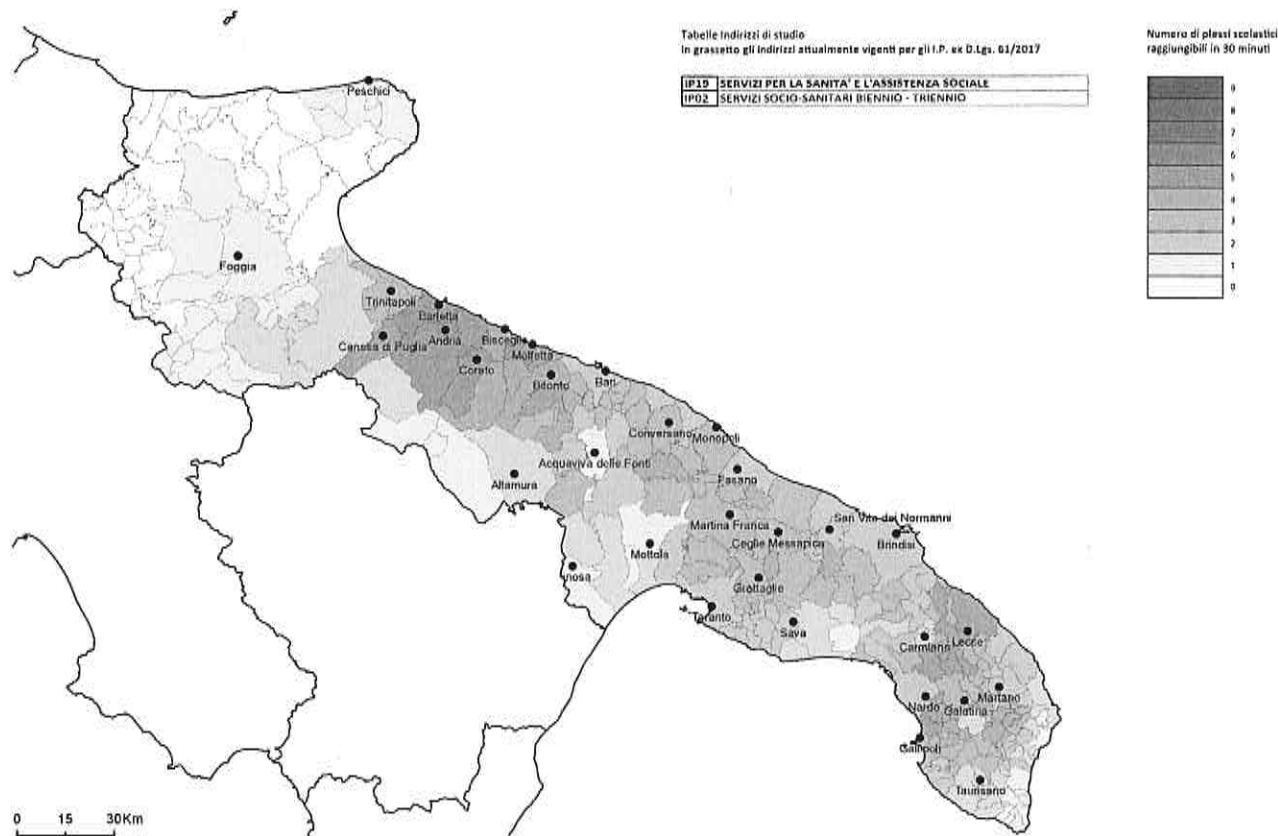 Tabelle Indirizzi di studio
in grassetto gli indirizzi attualmente vigenti per gli I.P. ex D.Lgs. 61/2017
IP19 SERVIZI PER LA SANITA' E L'ASSISTENZA SOCIALE
IP02 SERVIZI SOCIO-SANITARI BIENNIO - TRIENNIO
Numero di plessi scolastici
raggiungibili in 30 minuti
9
8
7
6
5
4
3
2
1
0
Peschici
Foggia
Trinitapoli
Barletta
Andria
Bisceglie
Canosa di Puglia
Molfetta
Corato
Bitonto
Bari
Conversano
Monopoli
Acquaviva delle Fonti
Fasano
Altamura
Martina Franca
San Vito dei Normanni
Ceglie Messapica
Brindisi
Mottola
inosa
Grottaglie
Taranto
Sava
Carmiano
Lecce
Martano
Nardo
Galatina
Gallipoli
Taurisano
0 15 30Km